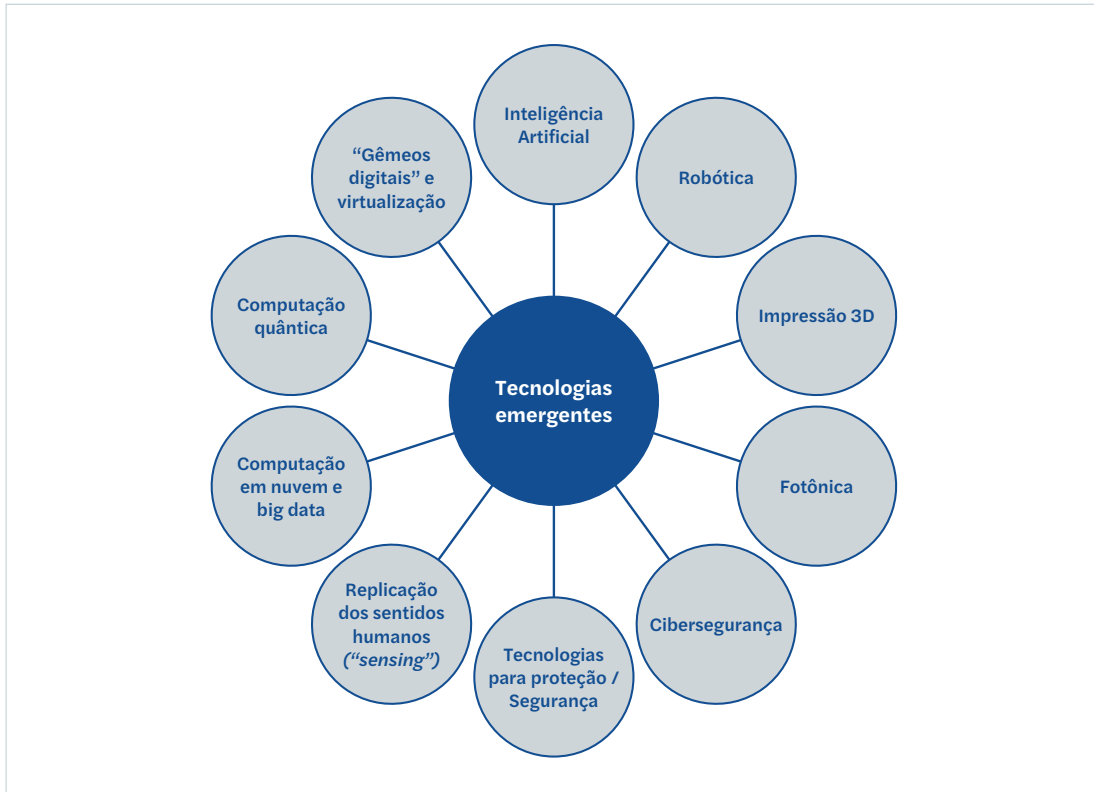 Inteligência
Artificial
“Gêmeos
digitais” e
virtualização
Robótica
Computação
quântica
Impressão 3D
Tecnologias
emergentes
Computação
em nuvem e
big data
Fotônica
Replicação
dos sentidos
humanos
(“sensing”)
Cibersegurança
Tecnologias
para proteção /
Segurança